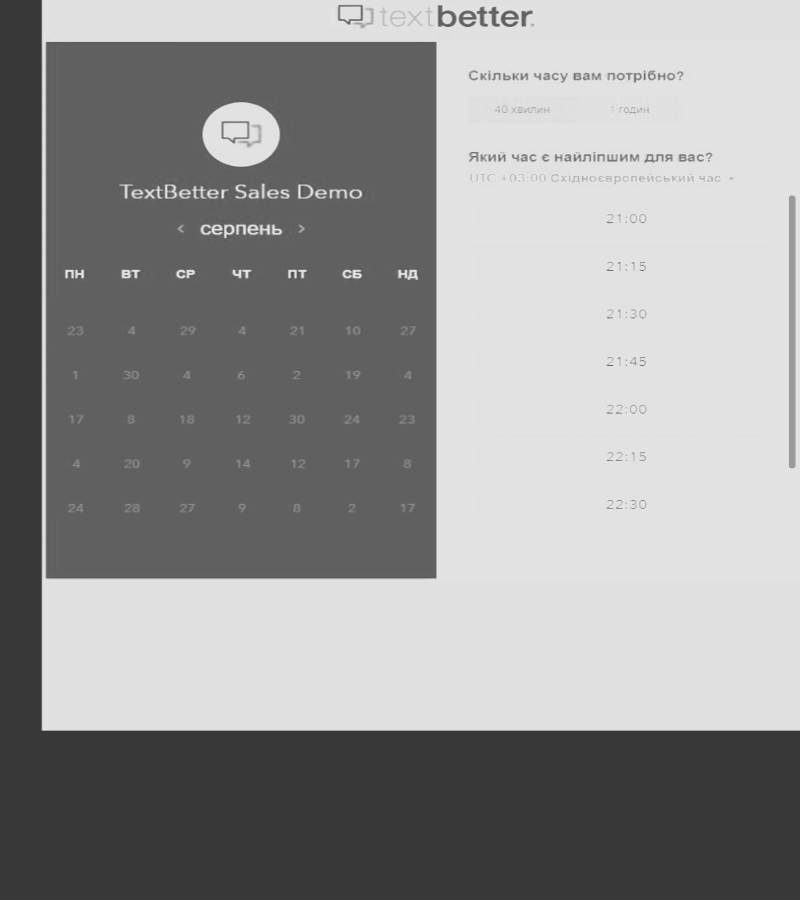 textbetter.
TextBetter Sales Demo
‹ серпень ›
ПН ВТ СР ЧТ ПТ СБ НД
23 4 29 4 21 10 27
1 30 4 6 2 19 4
17 8 18 12 30 24 23
4 20 9 14 12 17 8
24 28 27 9 8 2 17
Скільки часу вам потрібно?
40 хвилин 1 годин
Який час є найліпшим для вас?
UTC +03:00 Східноєвропейський час
21:00
21:15
21:30
21:45
22:00
22:15
22:30